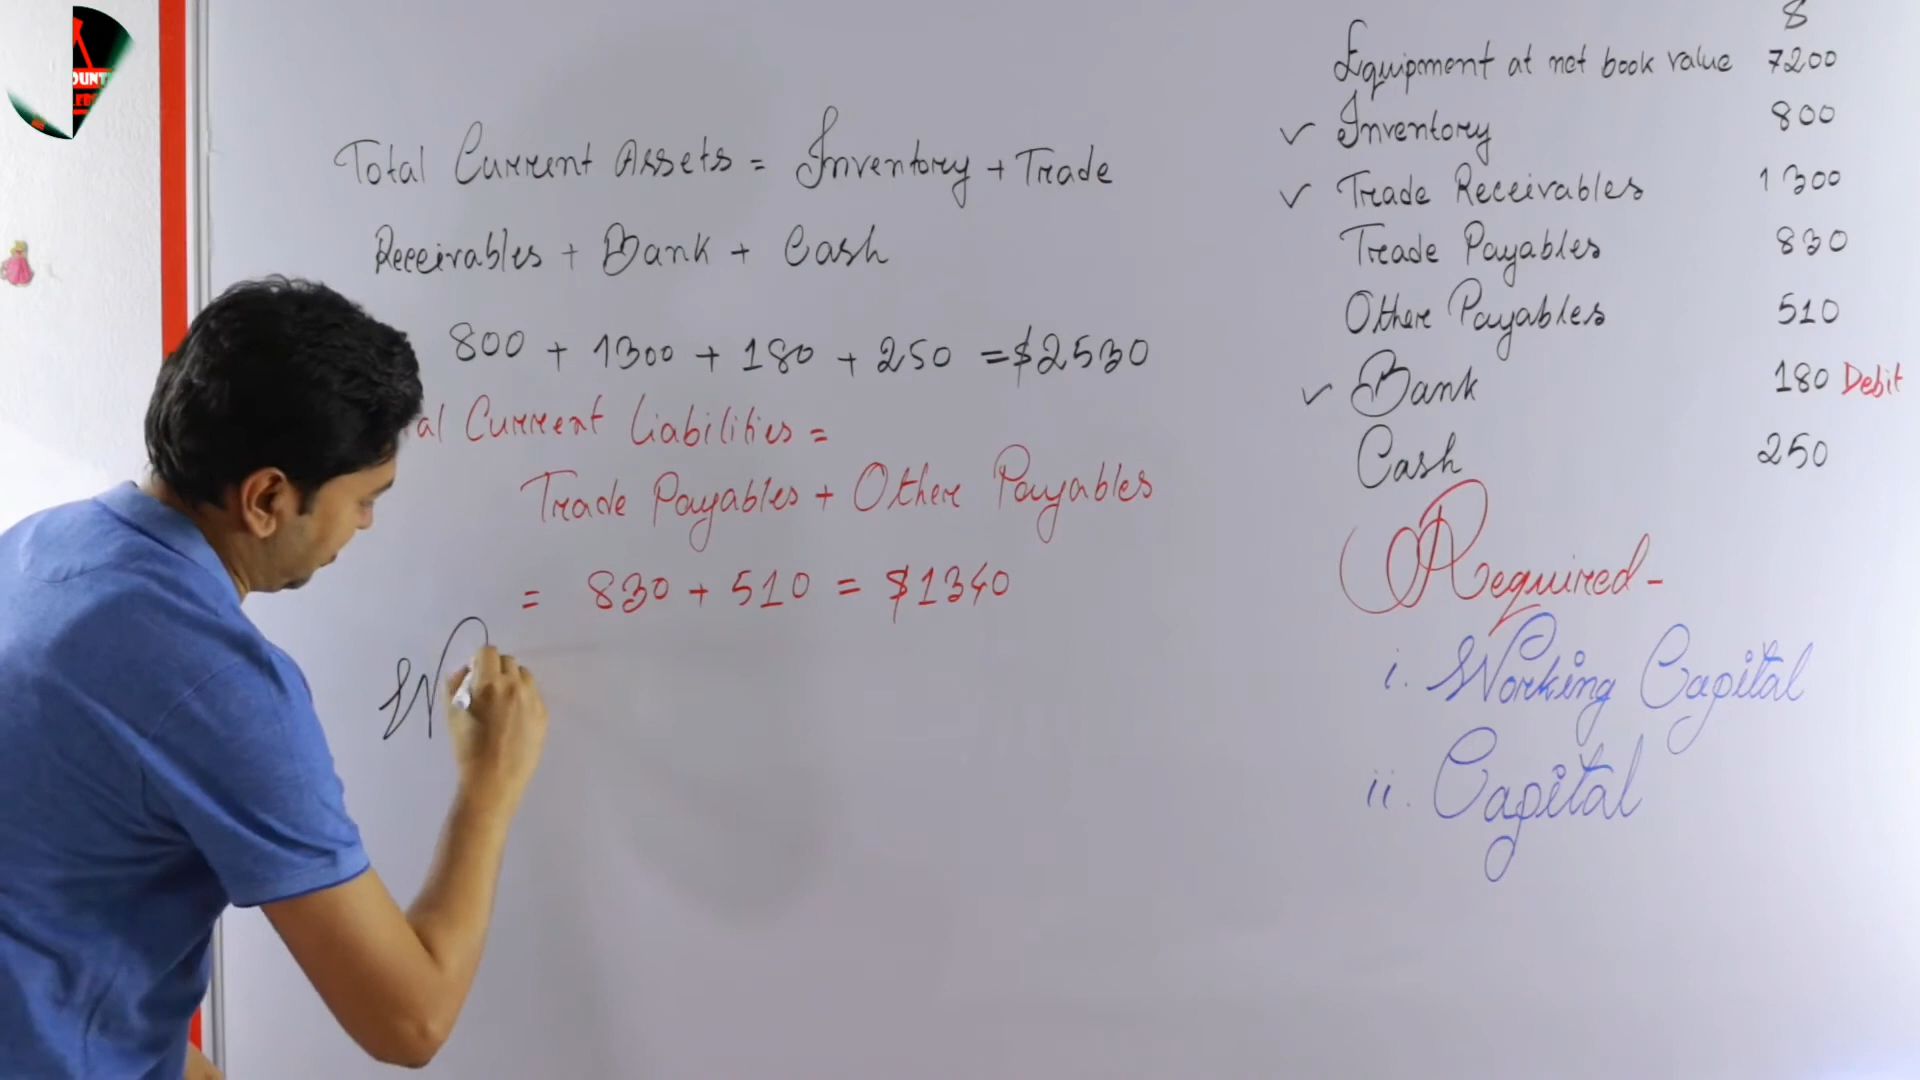 Total Current Assets = Inventory + Trade
Receivables + Bank + Cash
800 + 1300 + 180 + 250 = $2530
al Current Liabilities =
Trade Payables + Other Payables
= 830 + 510 = $1340
W
$
Equipment at net book value 7200
✓ Inventory 800
✓ Trade Receivables 1300
Trade Payables 830
Other Payables 510
✓ Bank 180 Debit
Cash 250
Required-
i. Working Capital
ii. Capital